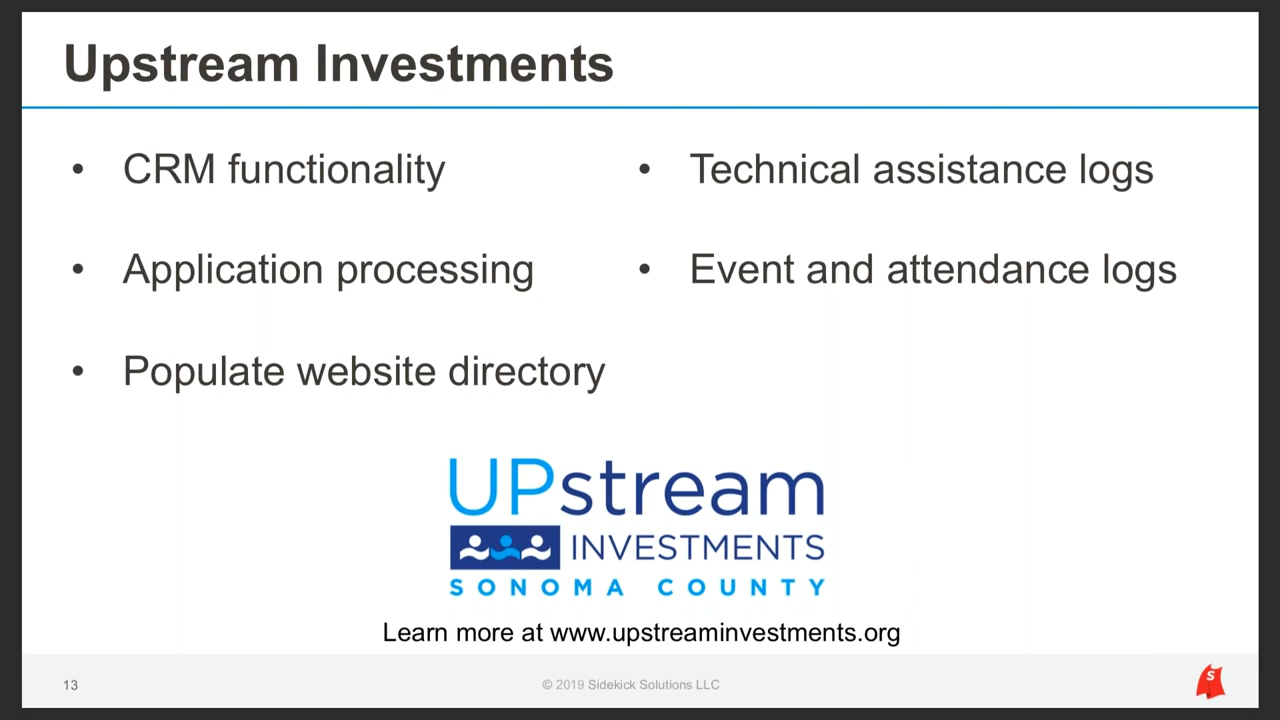 Upstream Investments
• CRM functionality
• Application processing
• Populate website directory
• Technical assistance logs
• Event and attendance logs
UPstream
INVESTMENTS
SONOMA COUNTY
Learn more at www.upstreaminvestments.org
13
© 2019 Sidekick Solutions LLC
S